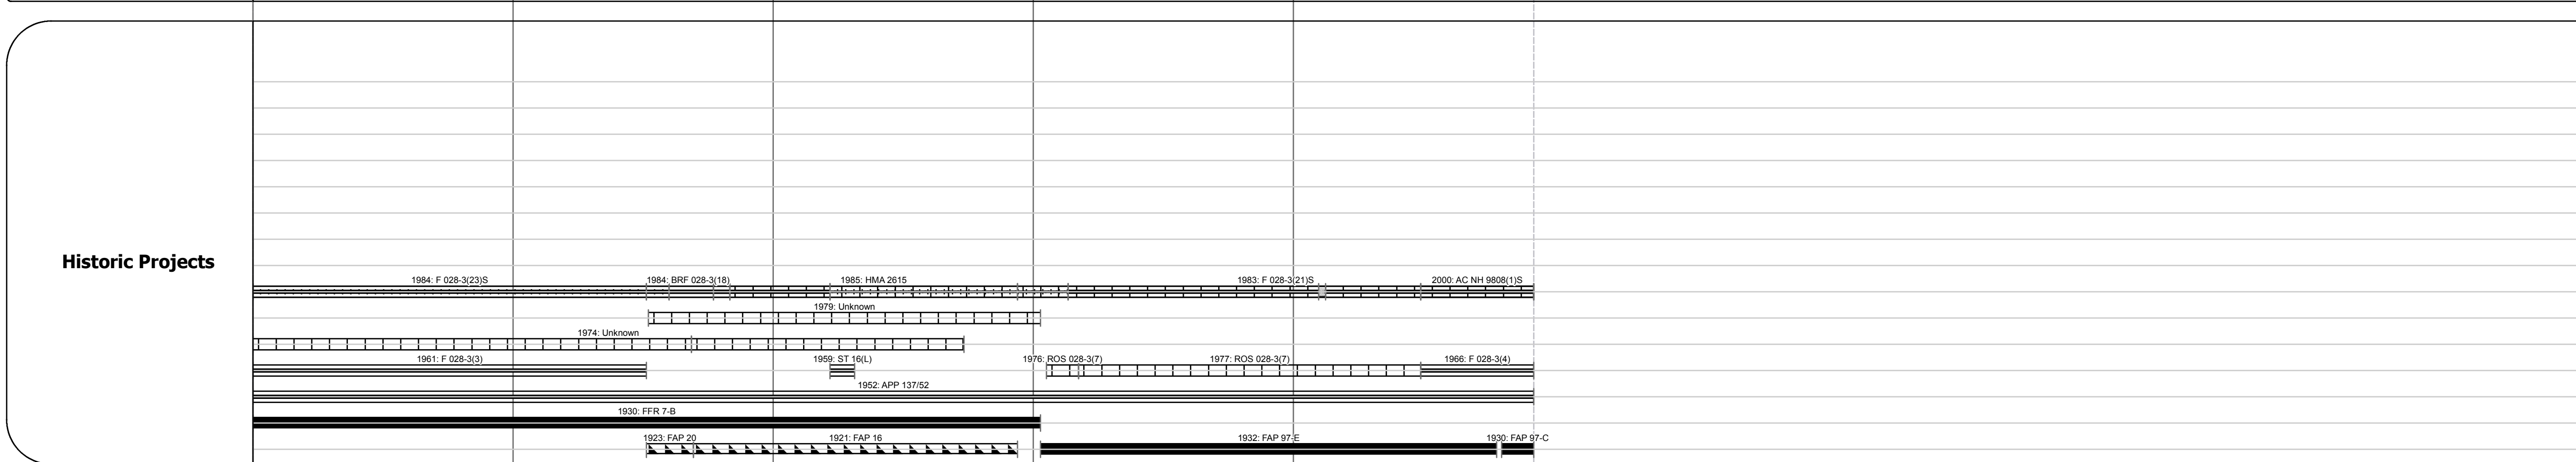 Historic Projects
1984: F 028-3(23)S
1984: BRF 028-3(18)
1985: HMA 2615
1983: F 028-3(21)S
2000: AC NH 9808(1)S
1979: Unknown
1974: Unknown
1961: F 028-3(3)
1959: ST 16(L)
1976: ROS 028-3(7)
1977: ROS 028-3(7)
1966: F 028-3(4)
1952: APP 137/52
1930: FFR 7-B
1923: FAP 20
1921: FAP 16
1932: FAP 97-E
1930: FAP 97-C